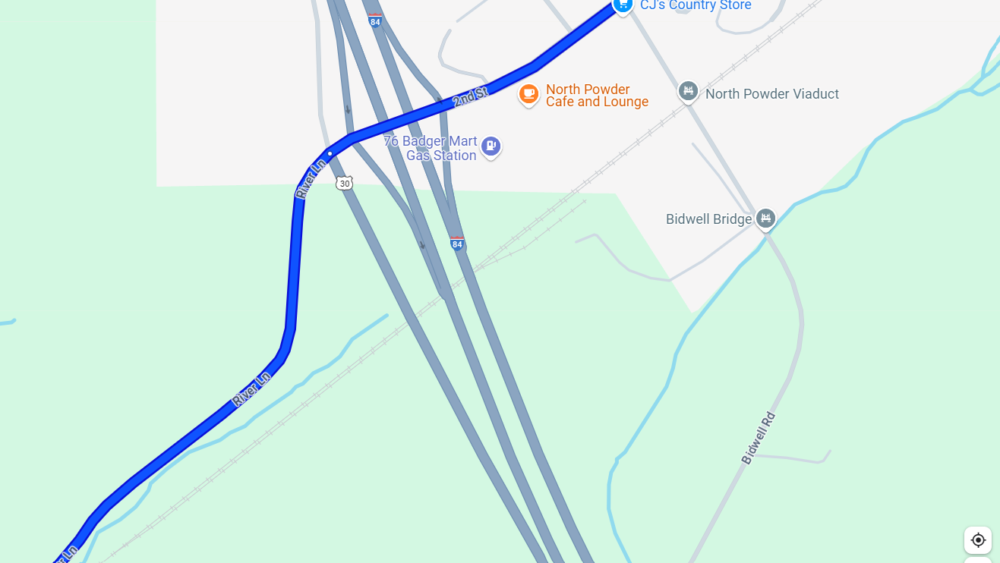 CJ's Country Store
84
2nd St
North Powder
Cafe and Lounge
North Powder Viaduct
76 Badger Mart
Gas Station
River Ln
30
Bidwell Bridge
84
River Ln
Bidwell Rd
Ln